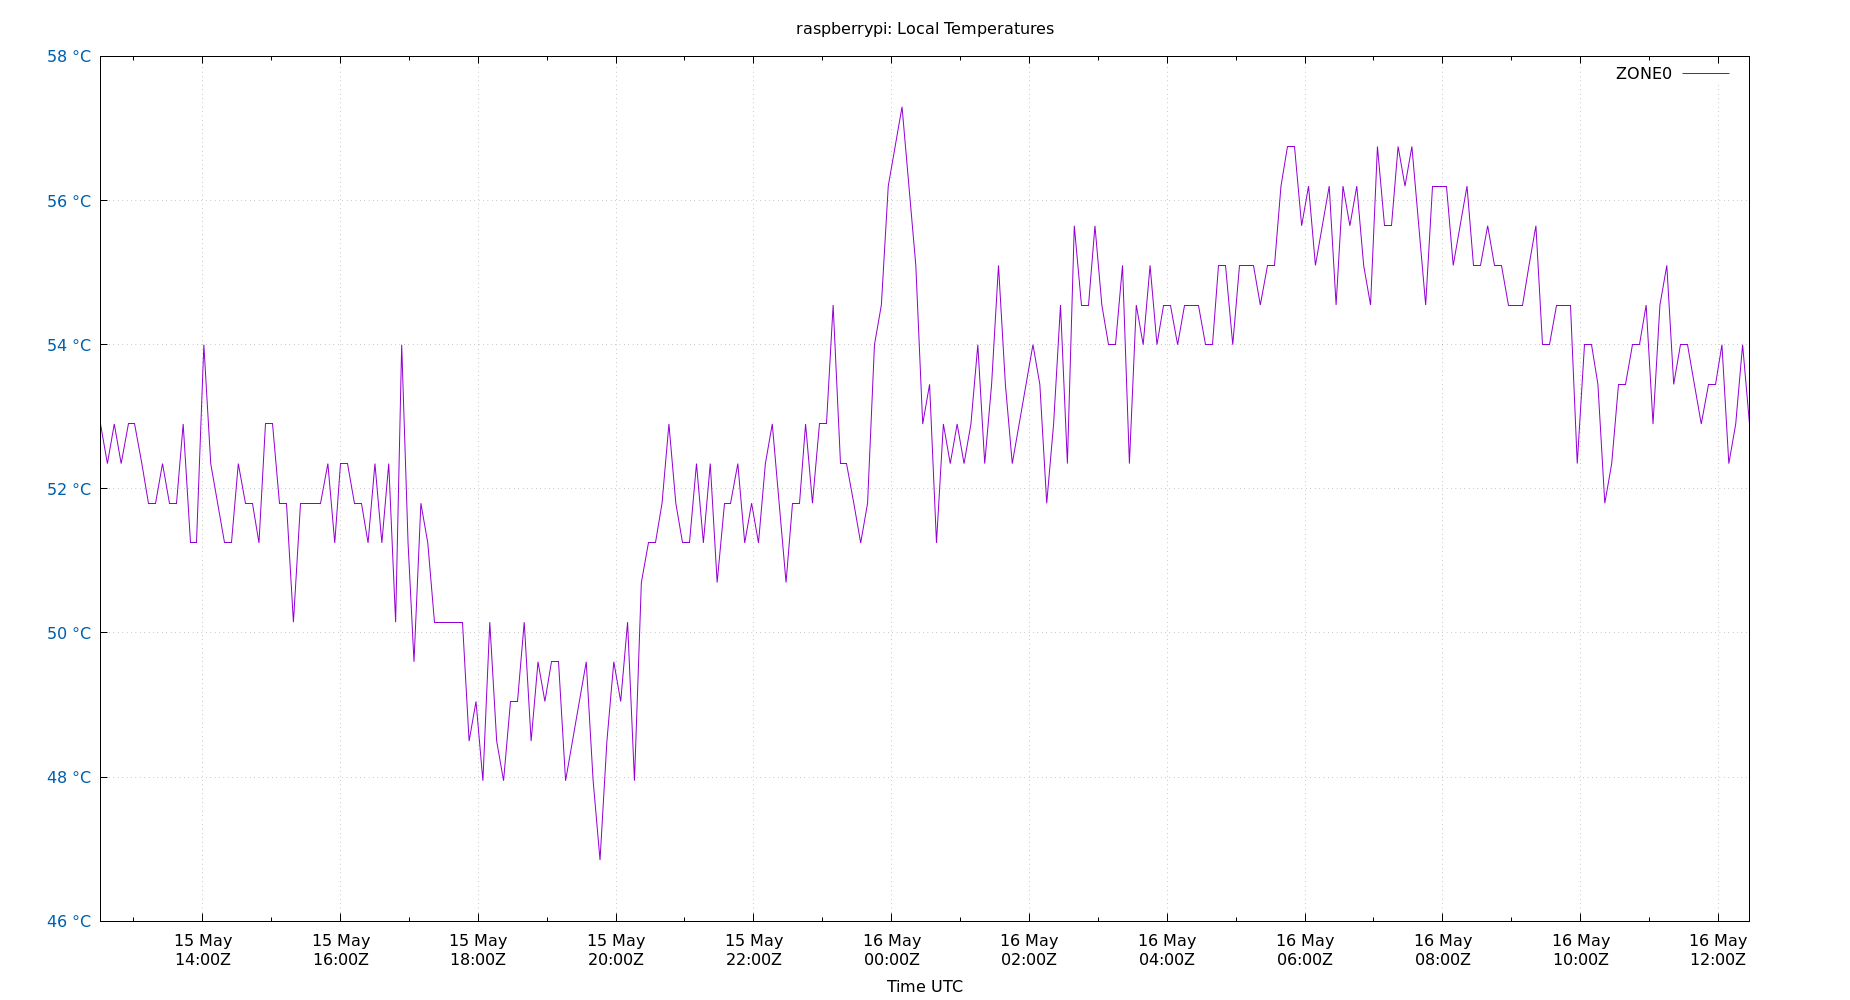 raspberrypi: Local Temperatures
58 °C
ZONE0
56 °C
54 °C
52 °C
50 °C
48 °C
46 °C
15 May 15 May 15 May 15 May 15 May 16 May 16 May 16 May 16 May 16 May 16 May 16 May
14:00Z 16:00Z 18:00Z 20:00Z 22:00Z 00:00Z 02:00Z 04:00Z 06:00Z 08:00Z 10:00Z 12:00Z
Time UTC